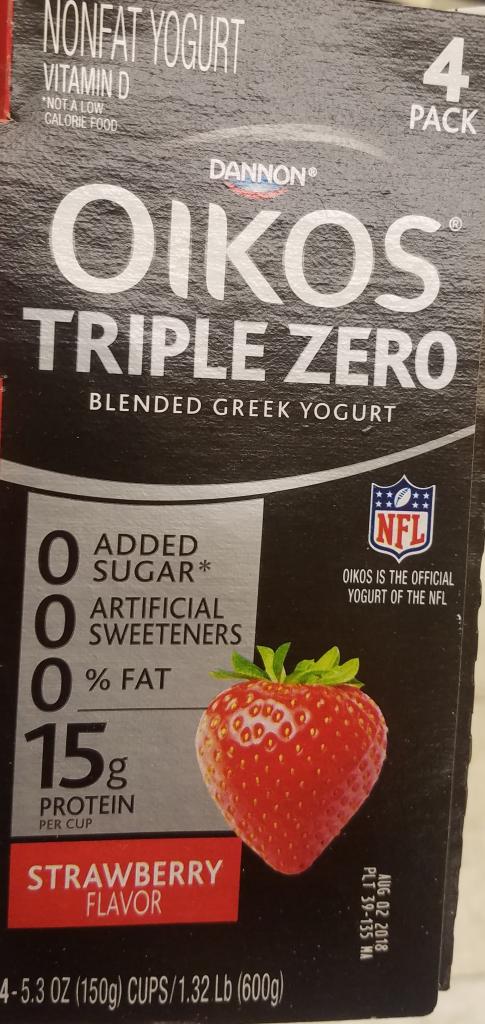 NONFAT YOGURT
VITAMIN D
*NOT A LOW
CALORIE FOOD
4
PACK
DANNON®
OIKOS®
TRIPLE ZERO
BLENDED GREEK YOGURT
NFL
OIKOS IS THE OFFICIAL
YOGURT OF THE NFL
0 ADDED
SUGAR*
0 ARTIFICIAL
SWEETENERS
0 % FAT
15g
PROTEIN
PER CUP
STRAWBERRY
FLAVOR
AUG 02 2018
PLT 39-135 MA
4-5.3 OZ (150g) CUPS/1.32 Lb (600g)